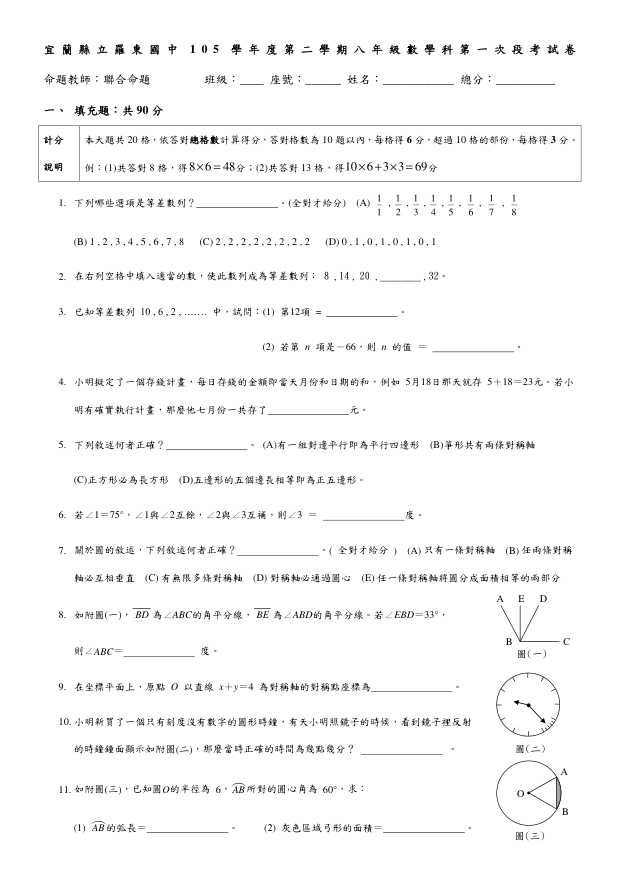 宜蘭縣立羅東國中 105 學年度第二學期八年級數學科第一次段考試卷
命題教師：聯合命題 班級：____ 座號：______ 姓名：____________ 總分：__________
一、 填充題：共 90 分
計分 本大題共 20 格，依答對總格數計算得分，答對格數為 10 題以內，每格得 6 分，超過 10 格的部份，每格得 3 分。
說明 例：(1)共答對 8 格，得8×6=48分；(2)共答對 13 格，得10×6+3×3=69分
1. 下列哪些選項是等差數列？________________。(全對才給分) (A) 1/1 , 1/2 , 1/3 , 1/4 , 1/5 , 1/6 , 1/7 , 1/8
(B) 1 , 2 , 3 , 4 , 5 , 6 , 7 , 8 (C) 2 , 2 , 2 , 2 , 2 , 2 , 2 , 2 (D) 0 , 1 , 0 , 1 , 0 , 1 , 0 , 1
2. 在右列空格中填入適當的數，使此數列成為等差數列： 8 ,14 , 20 ,________ ,32。
3. 已知等差數列 10 , 6 , 2 , ……. 中，試問：(1) 第12項 = ______________。
(2) 若第 n 項是－66，則 n 的值 ＝ ________________。
4. 小明擬定了一個存錢計畫，每日存錢的金額即當天月份和日期的和，例如 5月18日那天就存 5＋18＝23元。若小
明有確實執行計畫，那麼他七月份一共存了________________元。
5. 下列敘述何者正確？________________。 (A)有一組對邊平行即為平行四邊形 (B)箏形共有兩條對稱軸
(C)正方形必為長方形 (D)五邊形的五個邊長相等即為正五邊形。
6. 若∠1＝75°，∠1與∠2互餘，∠2與∠3互補，則∠3 ＝ ________________度。
7. 關於圓的敘述，下列敘述何者正確？________________。( 全對才給分 ) (A) 只有一條對稱軸 (B) 任兩條對稱
軸必互相垂直 (C) 有無限多條對稱軸 (D) 對稱軸必通過圓心 (E) 任一條對稱軸將圓分成面積相等的兩部分
A E D
8. 如附圖(一)， BD 為∠ABC的角平分線， BE 為∠ABD的角平分線。若∠EBD＝33°，
B C
則∠ABC＝______________ 度。
圖(一)
9. 在坐標平面上，原點 O 以直線 x＋y＝4 為對稱軸的對稱點座標為________________。
10. 小明新買了一個只有刻度沒有數字的圓形時鐘，有天小明照鏡子的時候，看到鏡子裡反射
的時鐘鐘面顯示如附圖(二)，那麼當時正確的時間為幾點幾分？ ________________ 。
圖(二)
11. 如附圖(三)，已知圓O的半徑為 6，AB所對的圓心角為 60°，求：
A
O
B
(1) AB的弧長＝________________。 (2) 灰色區域弓形的面積＝________________。
圖(三)